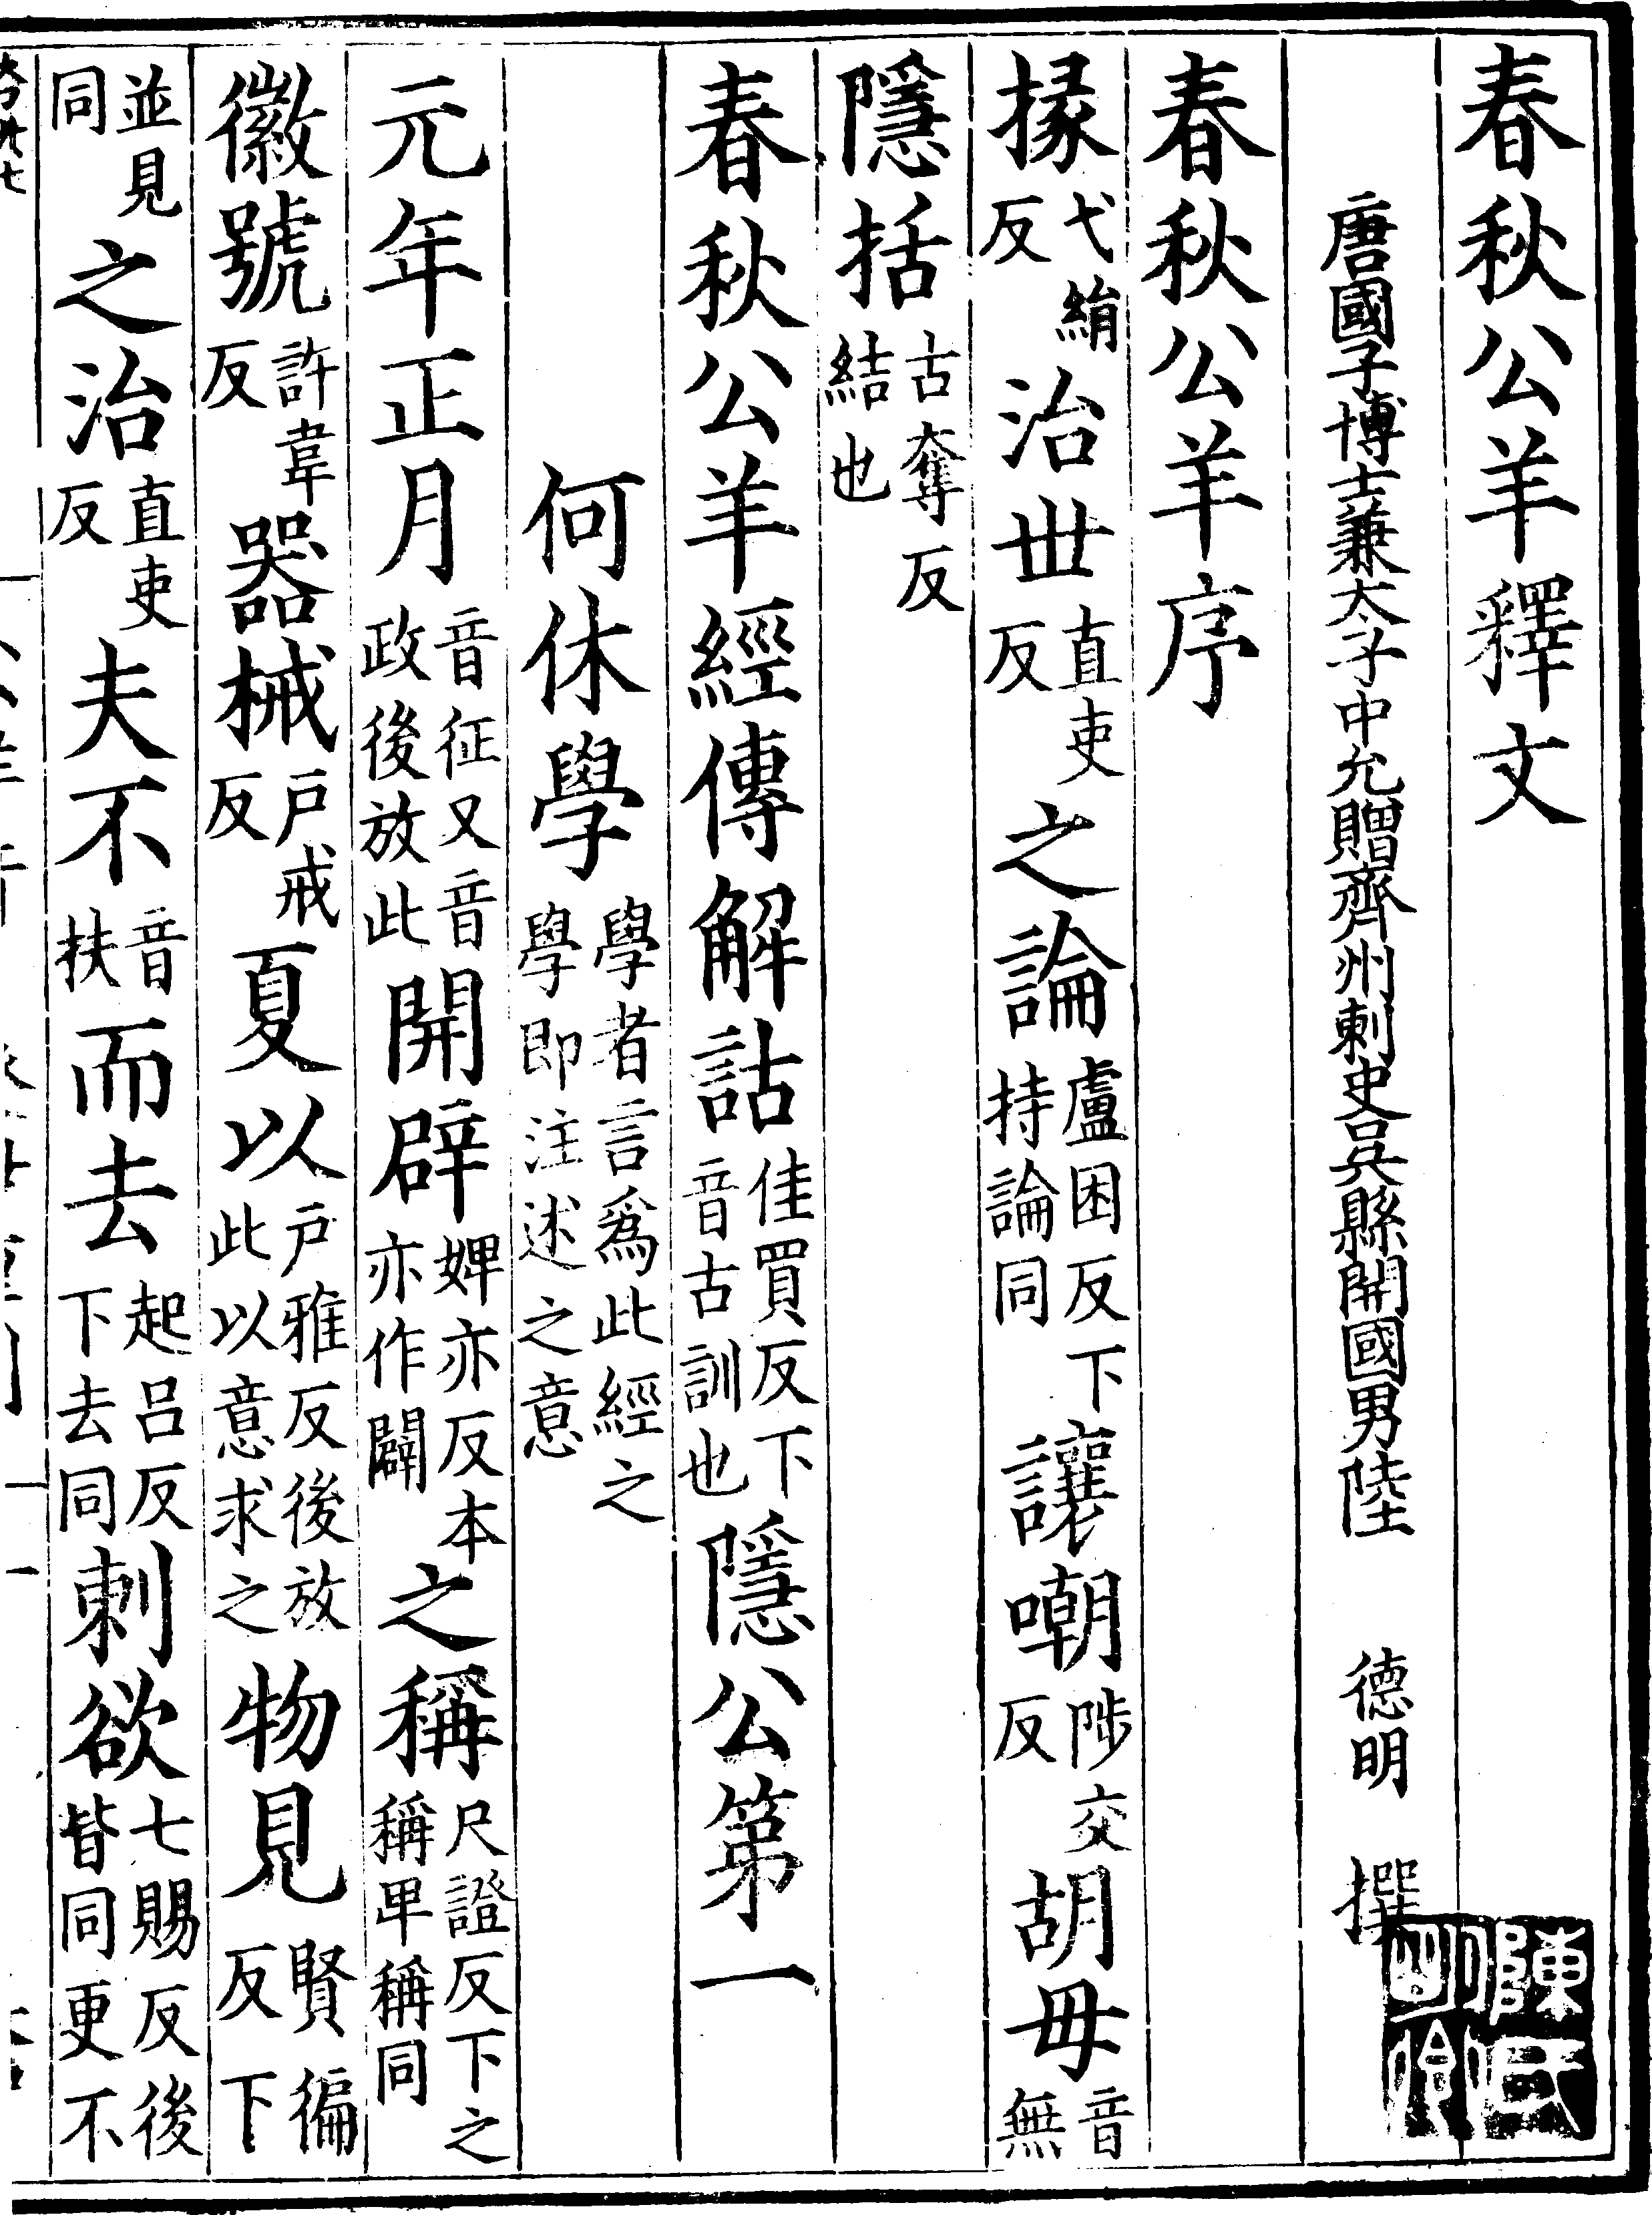 春秋公羊釋文
唐國子博士兼太子中允贈齊州刺史吳縣開國男陸 德明 撰
春秋公羊序
掾弋絹反治世直吏反之論盧困反下持論同讓嘲陟交反胡毋音無
隱括古奪反結也
春秋公羊經傳解詁佳買反下音古訓也隱公第一
何休學學者言爲此經之學即注述之意
元年正月音征又音政後放此開辟婢亦反本亦作闢之稱尺證反下之稱卑稱同
徽號許韋反器械戶戒反夏以戶雅反後放此以意求之物見賢徧反下
並見同之治直吏反夫不音扶而去起呂反下去同刺欲七賜反後皆同更不